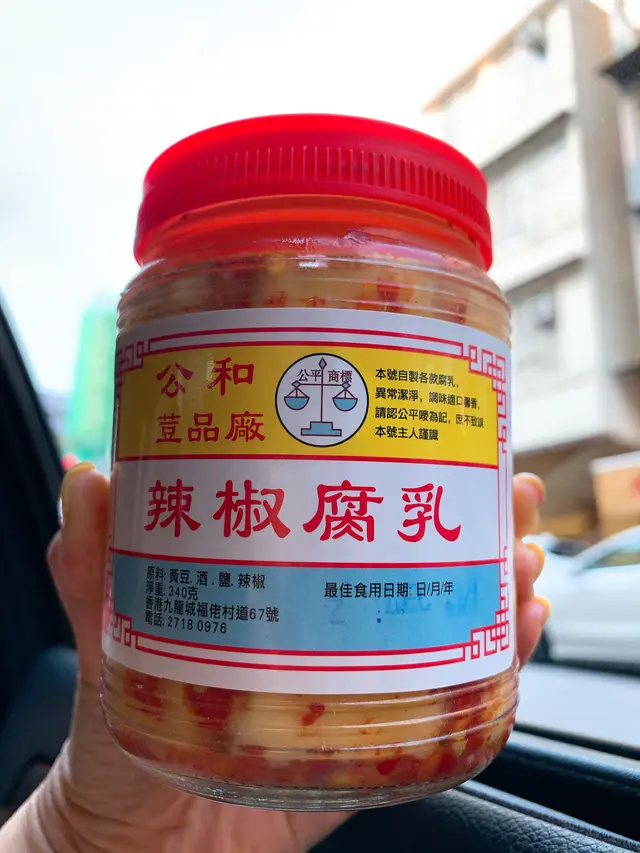 公和
荳品廠
公平 商標
本號自製各款腐乳,
異常潔淨, 調味適口馨香,
請認公平嘜為記, 庶不致誤
本號主人謹識
辣椒腐乳
原料: 黃豆. 酒. 鹽. 辣椒
淨重: 340克
香港九龍城福佬村道67號
電話: 2718 0976
最佳食用日期: 日/月/年